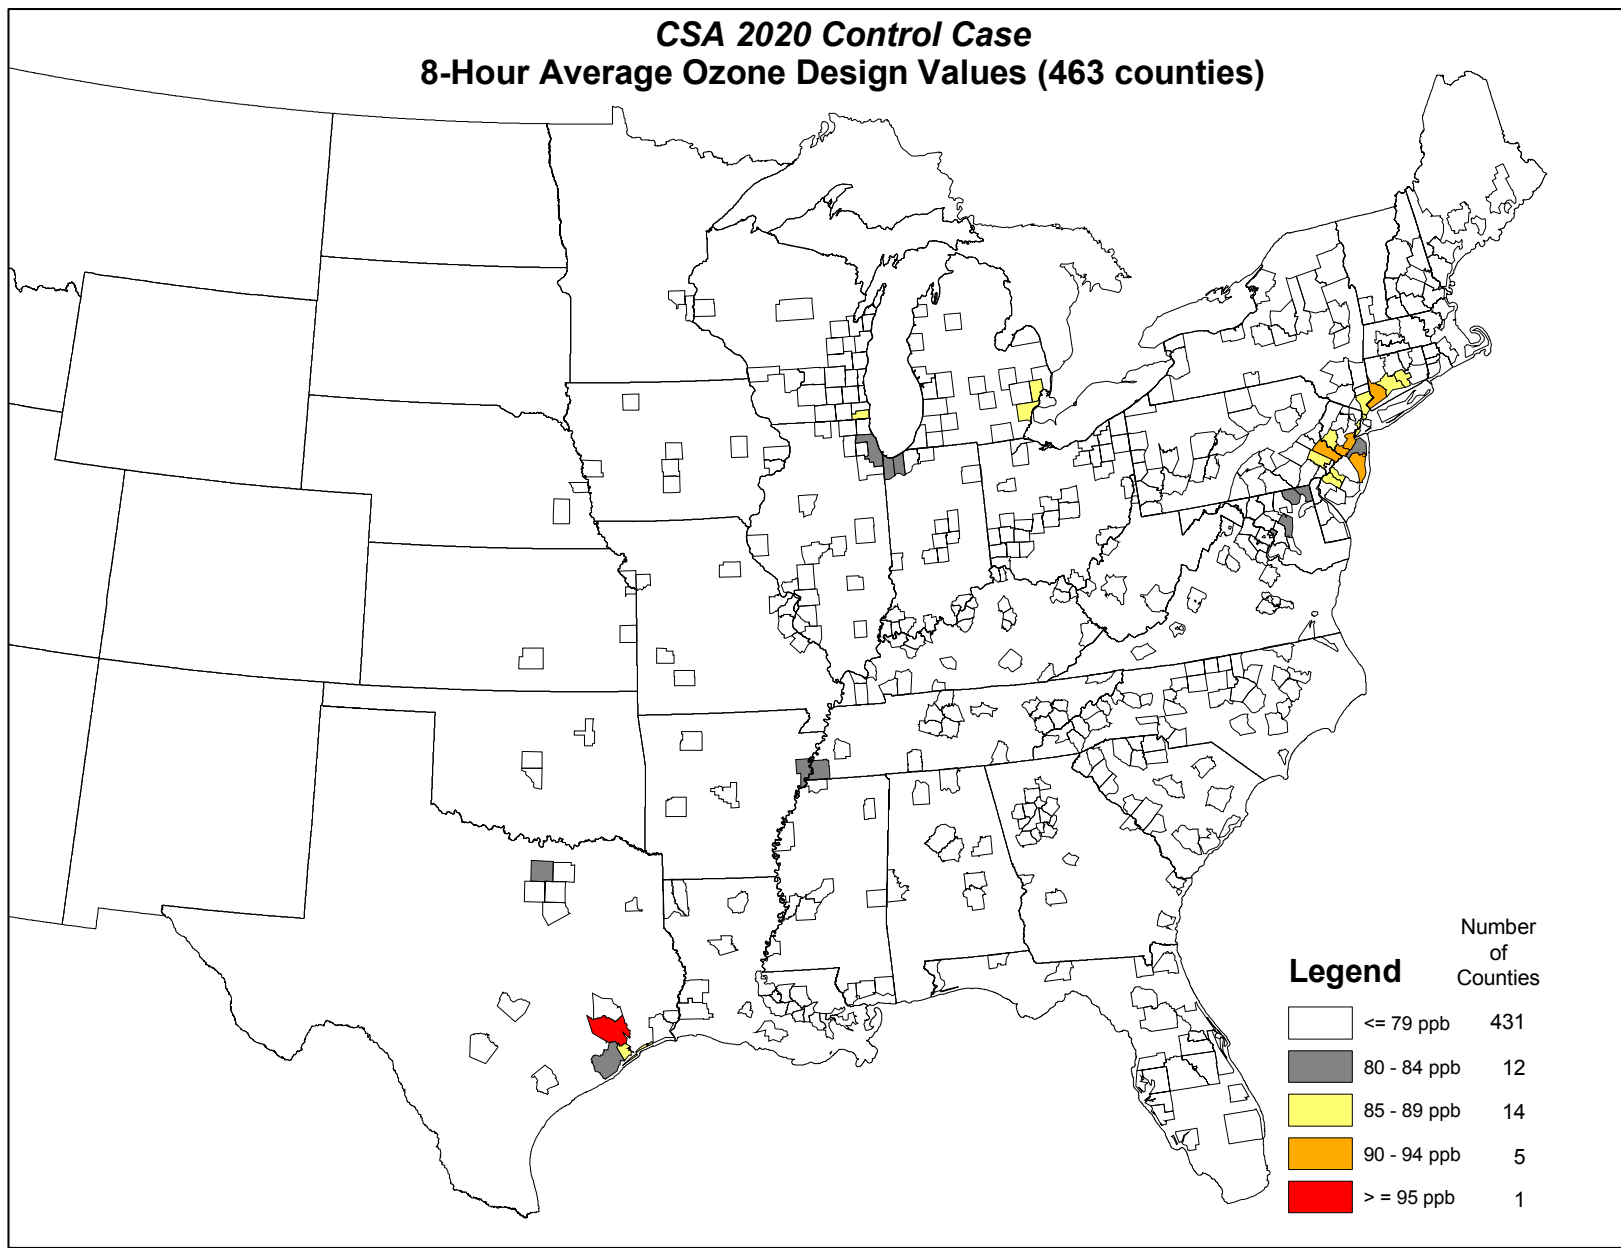 CSA 2020 Control Case
8-Hour Average Ozone Design Values (463 counties)
Number
of
Counties
Legend
<= 79 ppb 431
80 - 84 ppb 12
85 - 89 ppb 14
90 - 94 ppb 5
> = 95 ppb 1